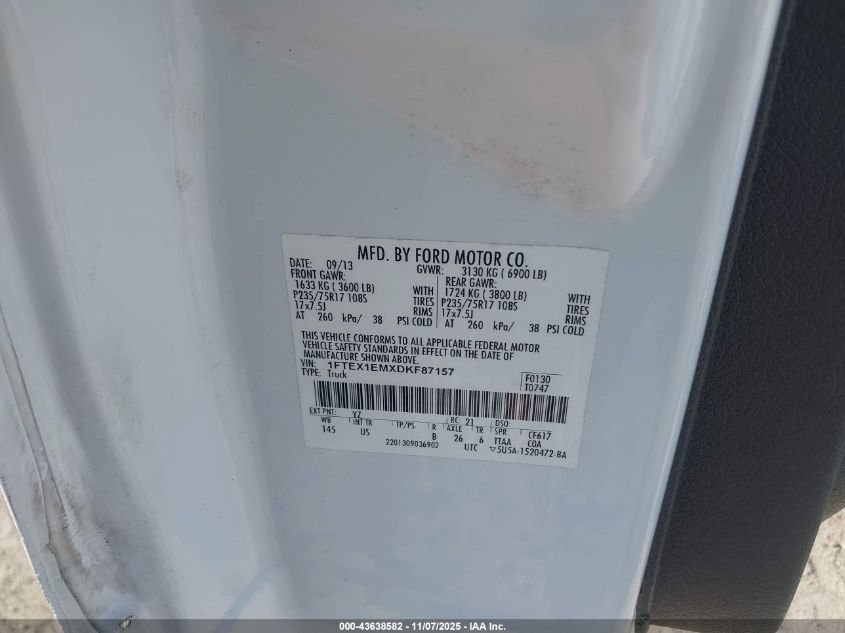 MFD. BY FORD MOTOR CO.
DATE: 09/13 GVWR: 3130 KG ( 6900 LB)
FRONT GAWR: REAR GAWR:
1633 KG ( 3600 LB) WITH 1724 KG ( 3800 LB) WITH
P235/75R17 108S TIRES P235/75R17 108S TIRES
17x7.5J RIMS 17x7.5J RIMS
AT 260 kPa/ 38 PSI COLD AT 260 kPa/ 38 PSI COLD
THIS VEHICLE CONFORMS TO ALL APPLICABLE FEDERAL MOTOR
VEHICLE SAFETY STANDARDS IN EFFECT ON THE DATE OF
MANUFACTURE SHOWN ABOVE.
VIN: 1FTEX1EMXDKF87157 F0130
TYPE: Truck T0747
EXT PNT: YZ RC: 21 DSO:
WB INT TR TP/PS R AXLE TR SPR CF617
145 US B 26 6 TTAA COA
2201309036902 UTC ▽5U5A-1520472-BA
000-43638582 --- 11/07/2025 --- IAA Inc.